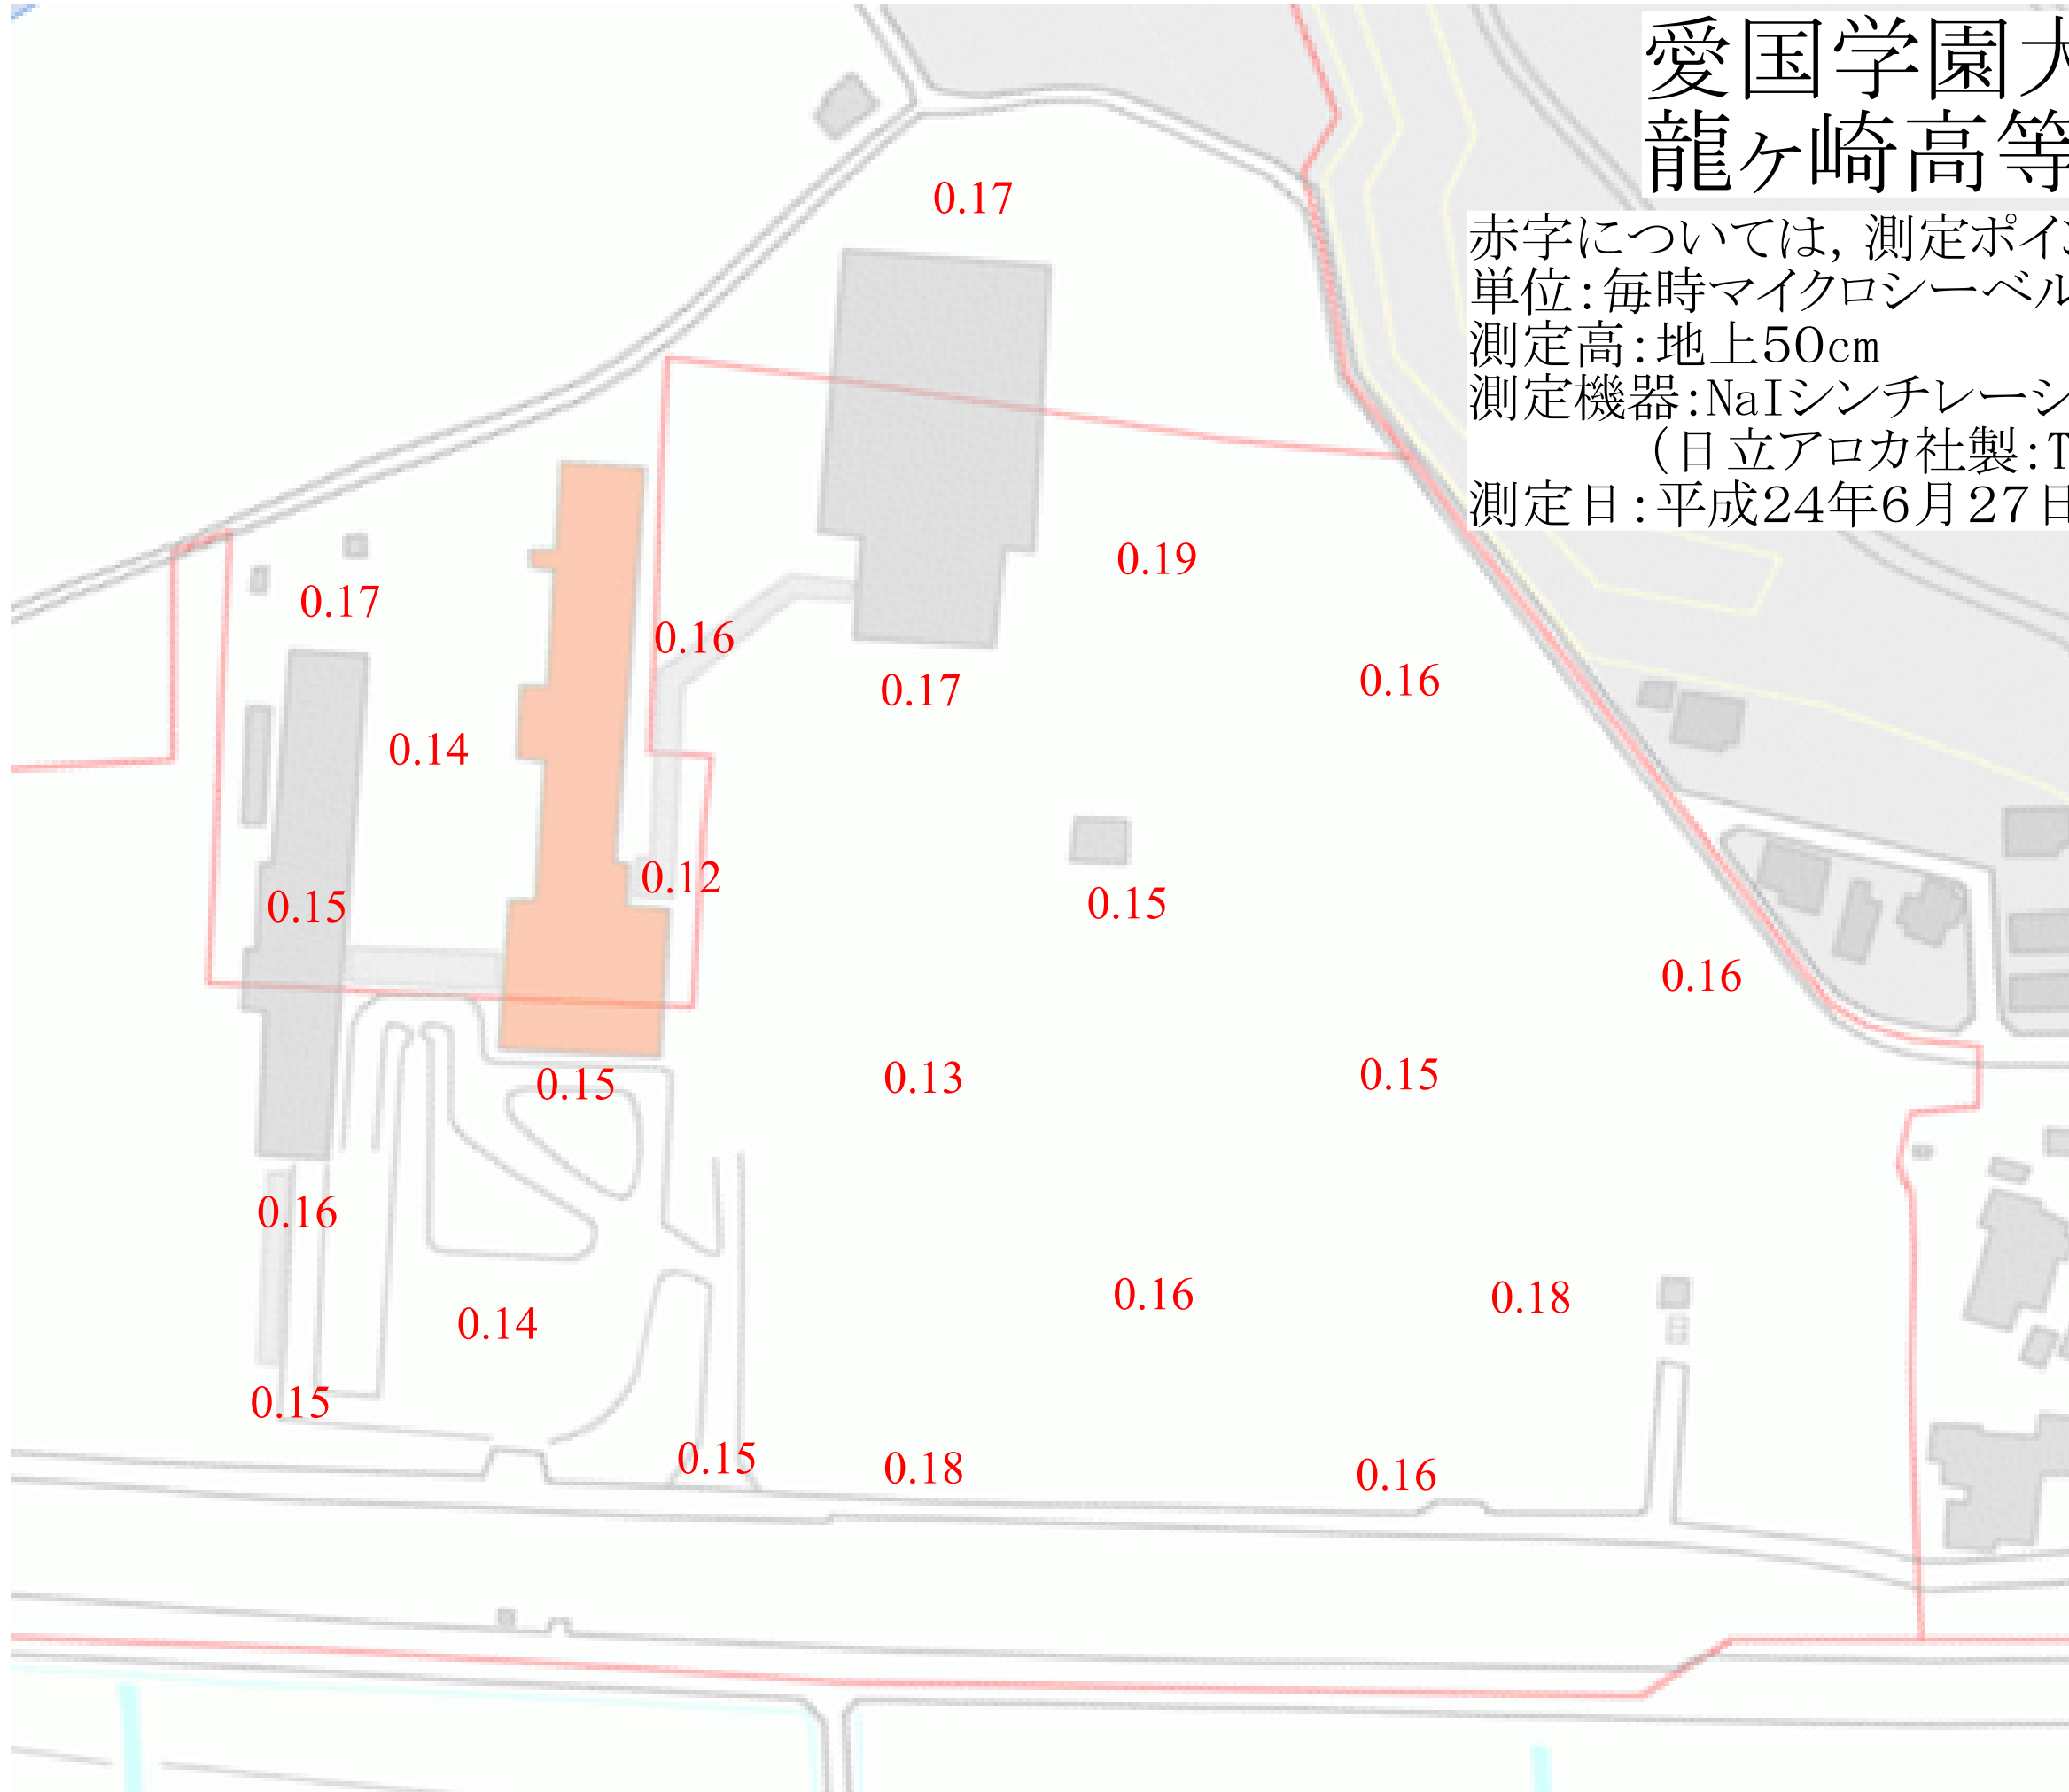 愛国学園大
龍ヶ崎高等
赤字については，測定ポイン
単位：毎時マイクロシーベル
測定高：地上50cm
測定機器：NaIシンチレーシ
（日立アロカ社製：T
測定日：平成24年6月27日
0.17
0.19
0.17
0.16
0.17
0.16
0.14
0.12
0.15
0.15
0.16
0.15
0.13
0.15
0.16
0.16
0.18
0.14
0.15
0.15
0.18
0.16